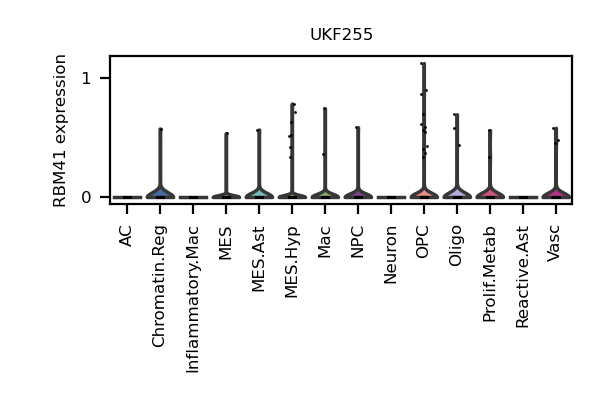 UKF255
RBM41 expression
1
0
AC
Chromatin.Reg
Inflammatory.Mac
MES
MES.Ast
MES.Hyp
Mac
NPC
Neuron
OPC
Oligo
Prolif.Metab
Reactive.Ast
Vasc